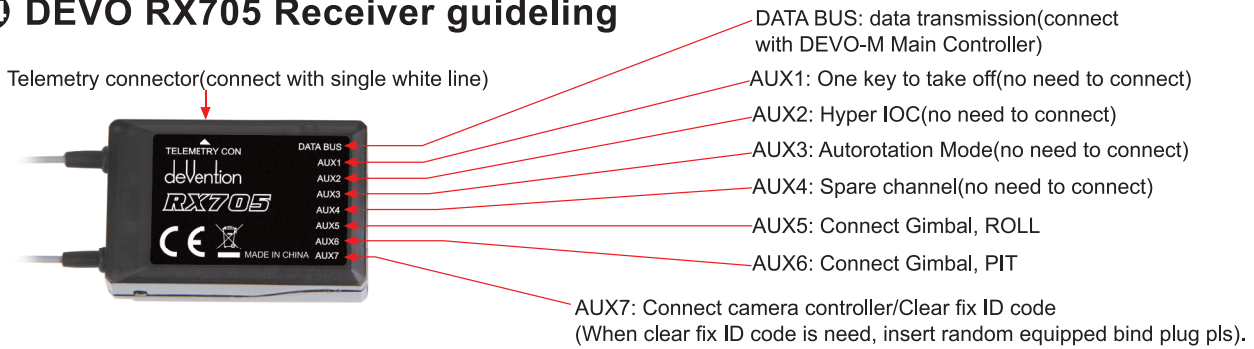 DEVO RX705 Receiver guideling
DATA BUS: data transmission(connect
with DEVO-M Main Controller)
Telemetry connector(connect with single white line)
AUX1: One key to take off(no need to connect)
AUX2: Hyper IOC(no need to connect)
AUX3: Autorotation Mode(no need to connect)
AUX4: Spare channel(no need to connect)
AUX5: Connect Gimbal, ROLL
AUX6: Connect Gimbal, PIT
AUX7: Connect camera controller/Clear fix ID code
(When clear fix ID code is need, insert random equipped bind plug pls).
TELEMETRY CON
deVention
RX705
CE
MADE IN CHINA
DATA BUS
AUX1
AUX2
AUX3
AUX4
AUX5
AUX6
AUX7